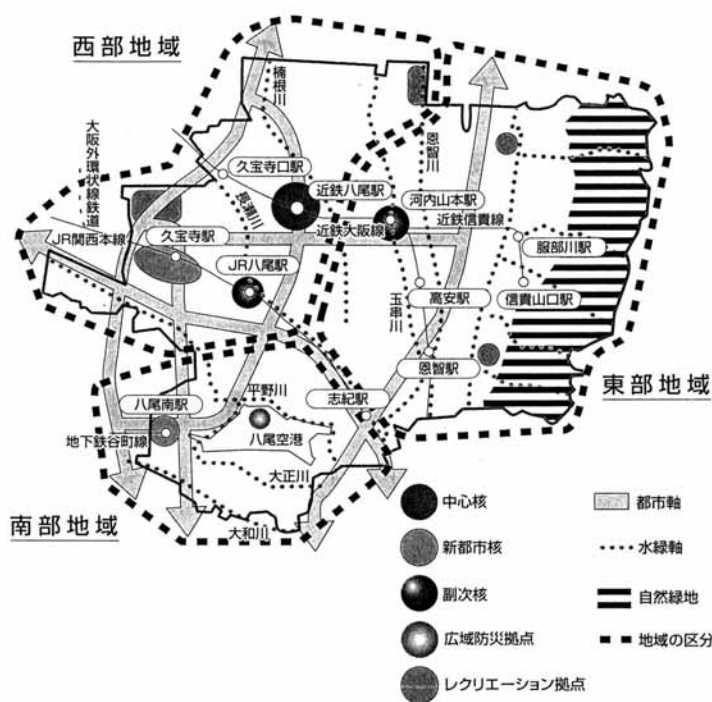 西部地域
楠根川
大阪外環状線鉄道
恩智川
久宝寺口駅
近鉄八尾駅
河内山本駅
長瀬川
近鉄信貴線
久宝寺駅
近鉄大阪線
服部川駅
JR関西本線
JR八尾駅
高安駅
信貴山口駅
玉串川
恩智駅
東部地域
平野川
志紀駅
八尾南駅
地下鉄谷町線
八尾空港
大正川
南部地域
大和川
中心核
都市軸
新都市核
水緑軸
副次核
自然緑地
広域防災拠点
地域の区分
レクリエーション拠点